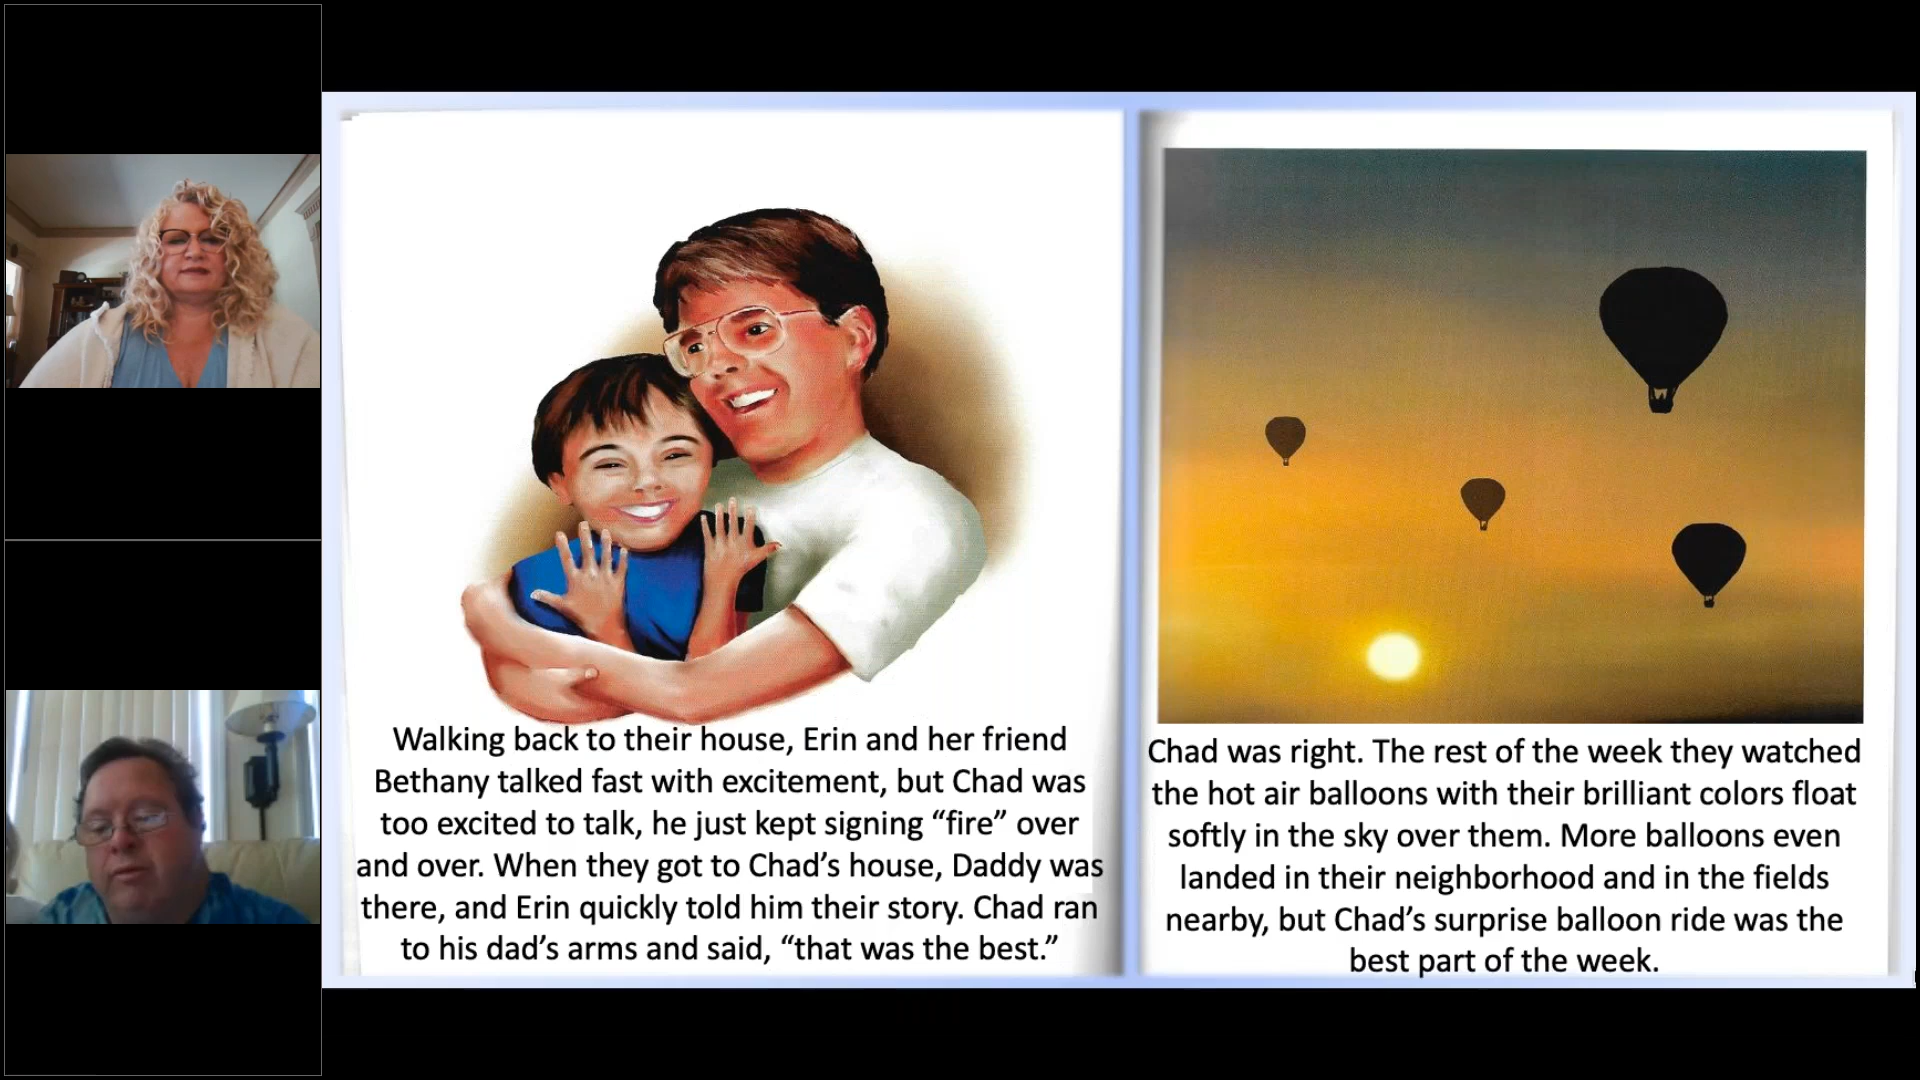 Walking back to their house, Erin and her friend
Bethany talked fast with excitement, but Chad was
too excited to talk, he just kept signing “fire” over
and over. When they got to Chad’s house, Daddy was
there, and Erin quickly told him their story. Chad ran
to his dad’s arms and said, “that was the best.”
Chad was right. The rest of the week they watched
the hot air balloons with their brilliant colors float
softly in the sky over them. More balloons even
landed in their neighborhood and in the fields
nearby, but Chad’s surprise balloon ride was the
best part of the week.